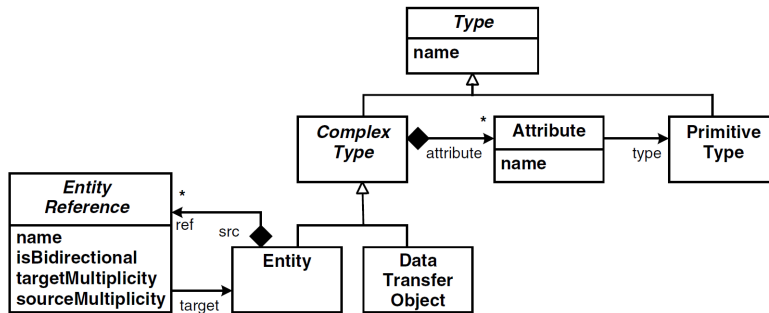 Type
name
Complex
Type
*
attribute
Attribute
name
type
Primitive
Type
Entity
Reference
name
isBidirectional
targetMultiplicity
sourceMultiplicity
*
ref
src
target
Entity
Data
Transfer
Object